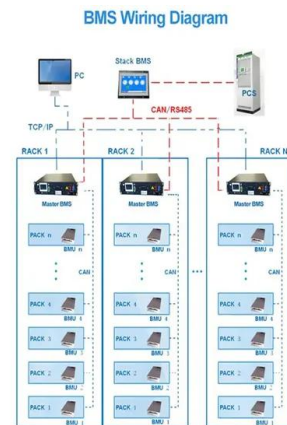 BMS Wiring Diagram
Stack BMS
PC
PCS
CAN/RS485
TCP/IP
RACK 1 RACK 2 RACK N
Master BMS Master BMS Master BMS
PACK n PACK n PACK n
BMU n BMU n BMU n
CAN CAN CAN
PACK 4 PACK 4 PACK 4
BMU 4 BMU 4 BMU 4
PACK 3 PACK 3 PACK 3
BMU 3 BMU 3 BMU 3
PACK 2 PACK 2 PACK 2
BMU 2 BMU 2 BMU 2
PACK 1 PACK 1 PACK 1
BMU 1 BMU 1 BMU 1